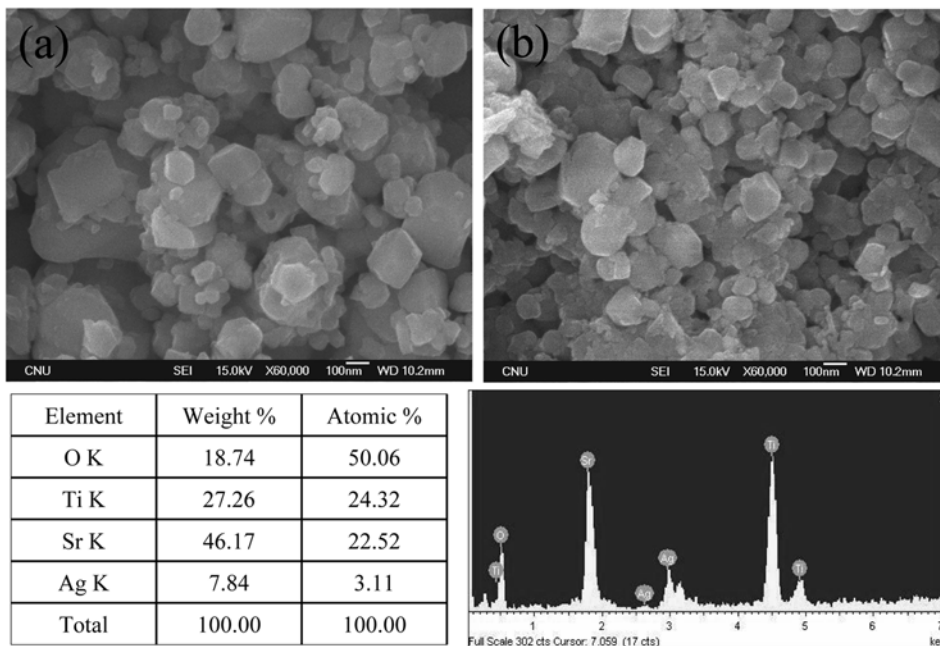 (a)
(b)
CNU SEI 15.0kV X60,000 100nm WD 10.2mm
CNU SEI 15.0kV X60,000 100nm WD 10.2mm
Element Weight % Atomic %
O K 18.74 50.06
Ti K 27.26 24.32
Sr K 46.17 22.52
Ag K 7.84 3.11
Total 100.00 100.00
Ti
O
Sr
Ag
Ag
Ti
Ti
1 2 3 4 5 6 7
Full Scale 302 cts Cursor: 7.059 (17 cts) ke